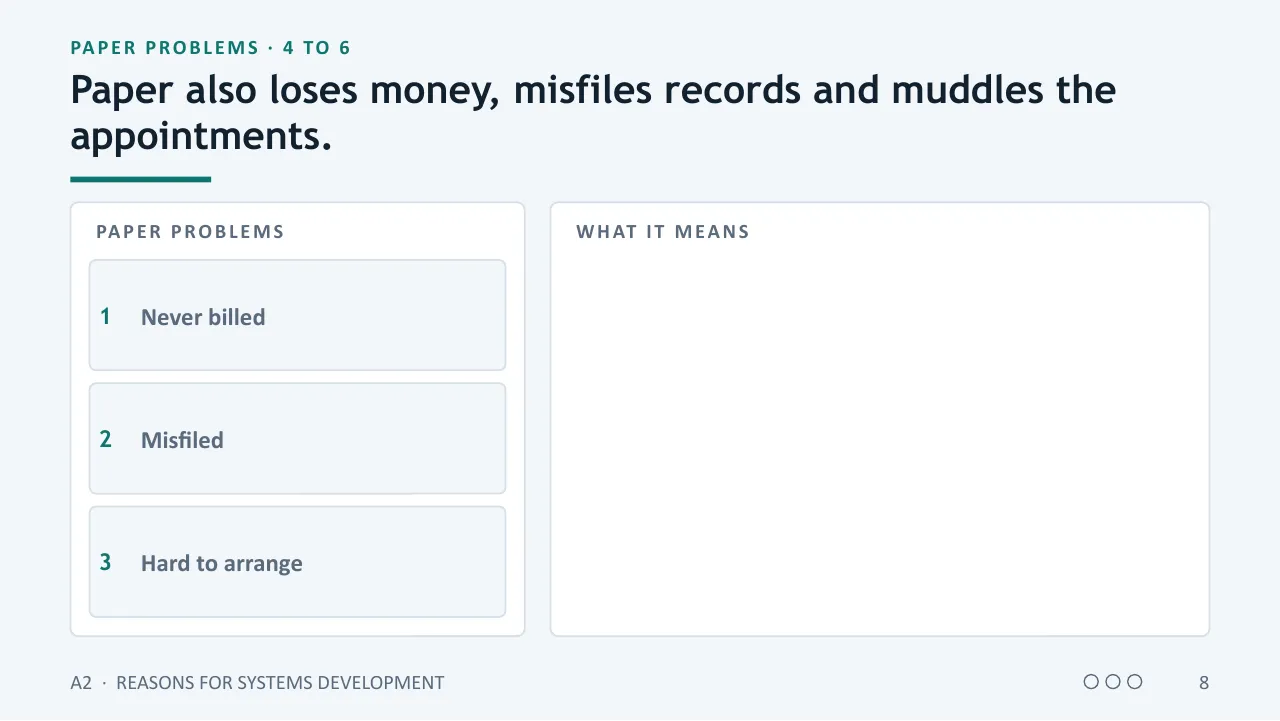 PAPER PROBLEMS · 4 TO 6
Paper also loses money, misfiles records and muddles the
appointments.
PAPER PROBLEMS
1 Never billed
2 Misfiled
3 Hard to arrange
WHAT IT MEANS
A2 · REASONS FOR SYSTEMS DEVELOPMENT
8